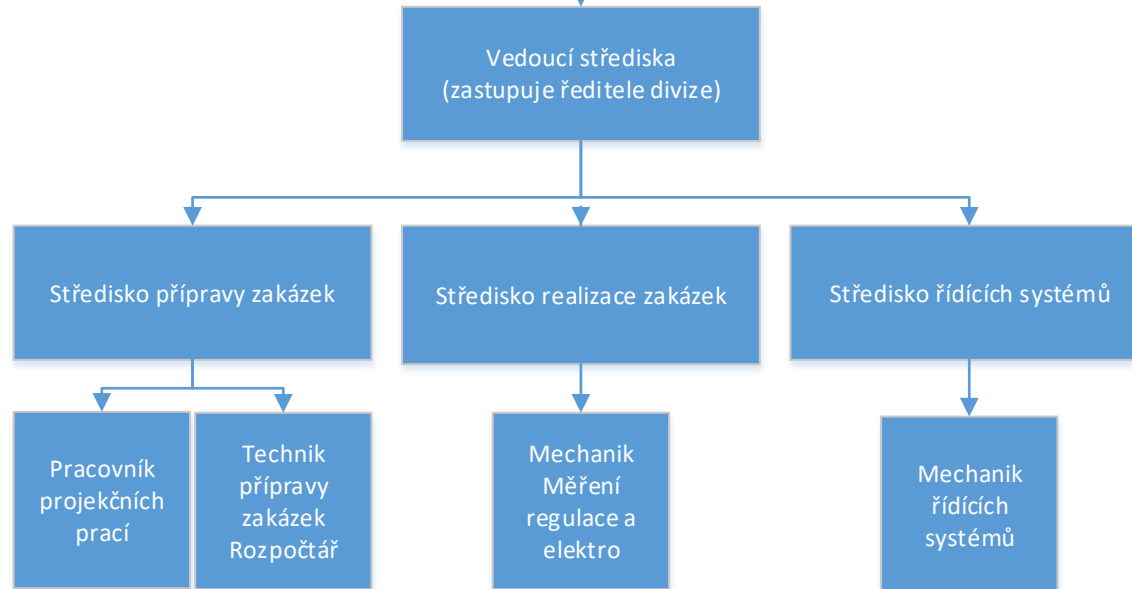 Vedoucí střediska
(zastupuje ředitele divize)
Středisko přípravy zakázek
Středisko realizace zakázek
Středisko řídících systémů
Pracovník
projekčních
prací
Technik
přípravy
zakázek
Rozpočtář
Mechanik
Měření
regulace a
elektro
Mechanik
řídících
systémů